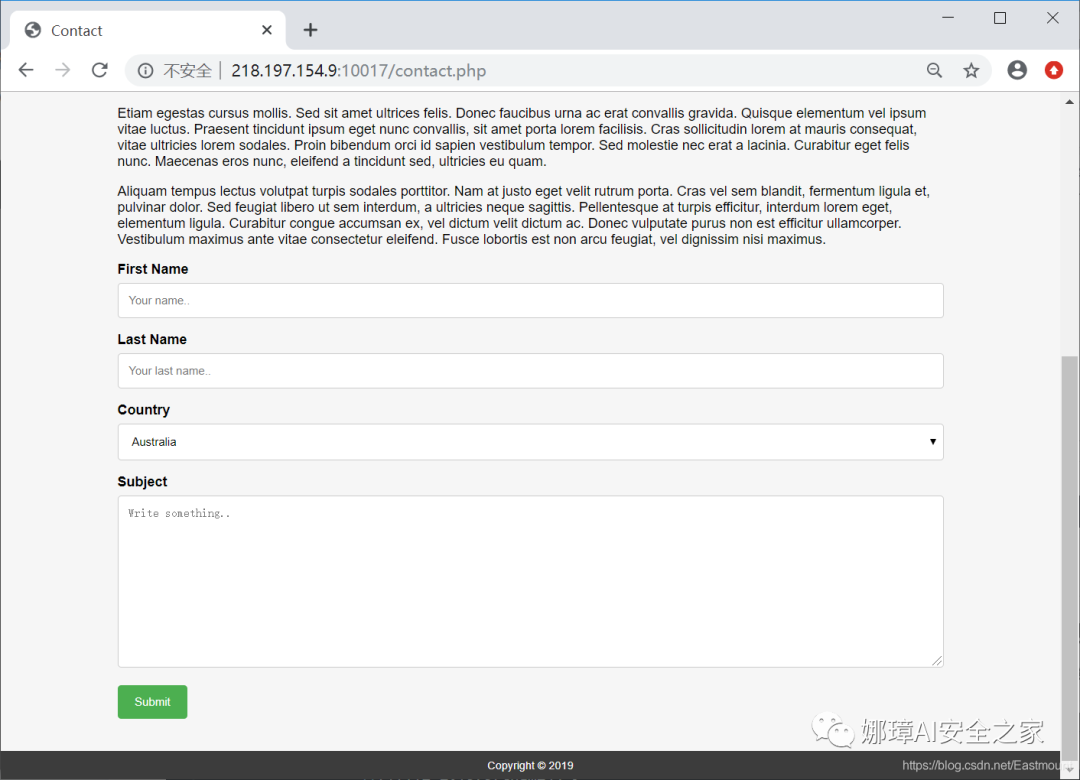 Contact
不安全 | 218.197.154.9:10017/contact.php
Etiam egestas cursus mollis. Sed sit amet ultrices felis. Donec faucibus urna ac erat convallis gravida. Quisque elementum vel ipsum
vitae luctus. Praesent tincidunt ipsum eget nunc convallis, sit amet porta lorem facilisis. Cras sollicitudin lorem at mauris consequat,
vitae ultricies lorem sodales. Proin bibendum orci id sapien vestibulum tempor. Sed molestie nec erat a lacinia. Curabitur eget felis
nunc. Maecenas eros nunc, eleifend a tincidunt sed, ultricies eu quam.
Aliquam tempus lectus volutpat turpis sodales porttitor. Nam at justo eget velit rutrum porta. Cras vel sem blandit, fermentum ligula et,
pulvinar dolor. Sed feugiat libero ut sem interdum, a ultricies neque sagittis. Pellentesque at turpis efficitur, interdum lorem eget,
elementum ligula. Curabitur congue accumsan ex, vel dictum velit dictum ac. Donec vulputate purus non est efficitur ullamcorper.
Vestibulum maximus ante vitae consectetur eleifend. Fusce lobortis est non arcu feugiat, vel dignissim nisi maximus.
First Name
Your name..
Last Name
Your last name..
Country
Australia
Subject
Write something..
Submit
娜璋AI安全之家
Copyright © 2019
https://blog.csdn.net/Eastmou